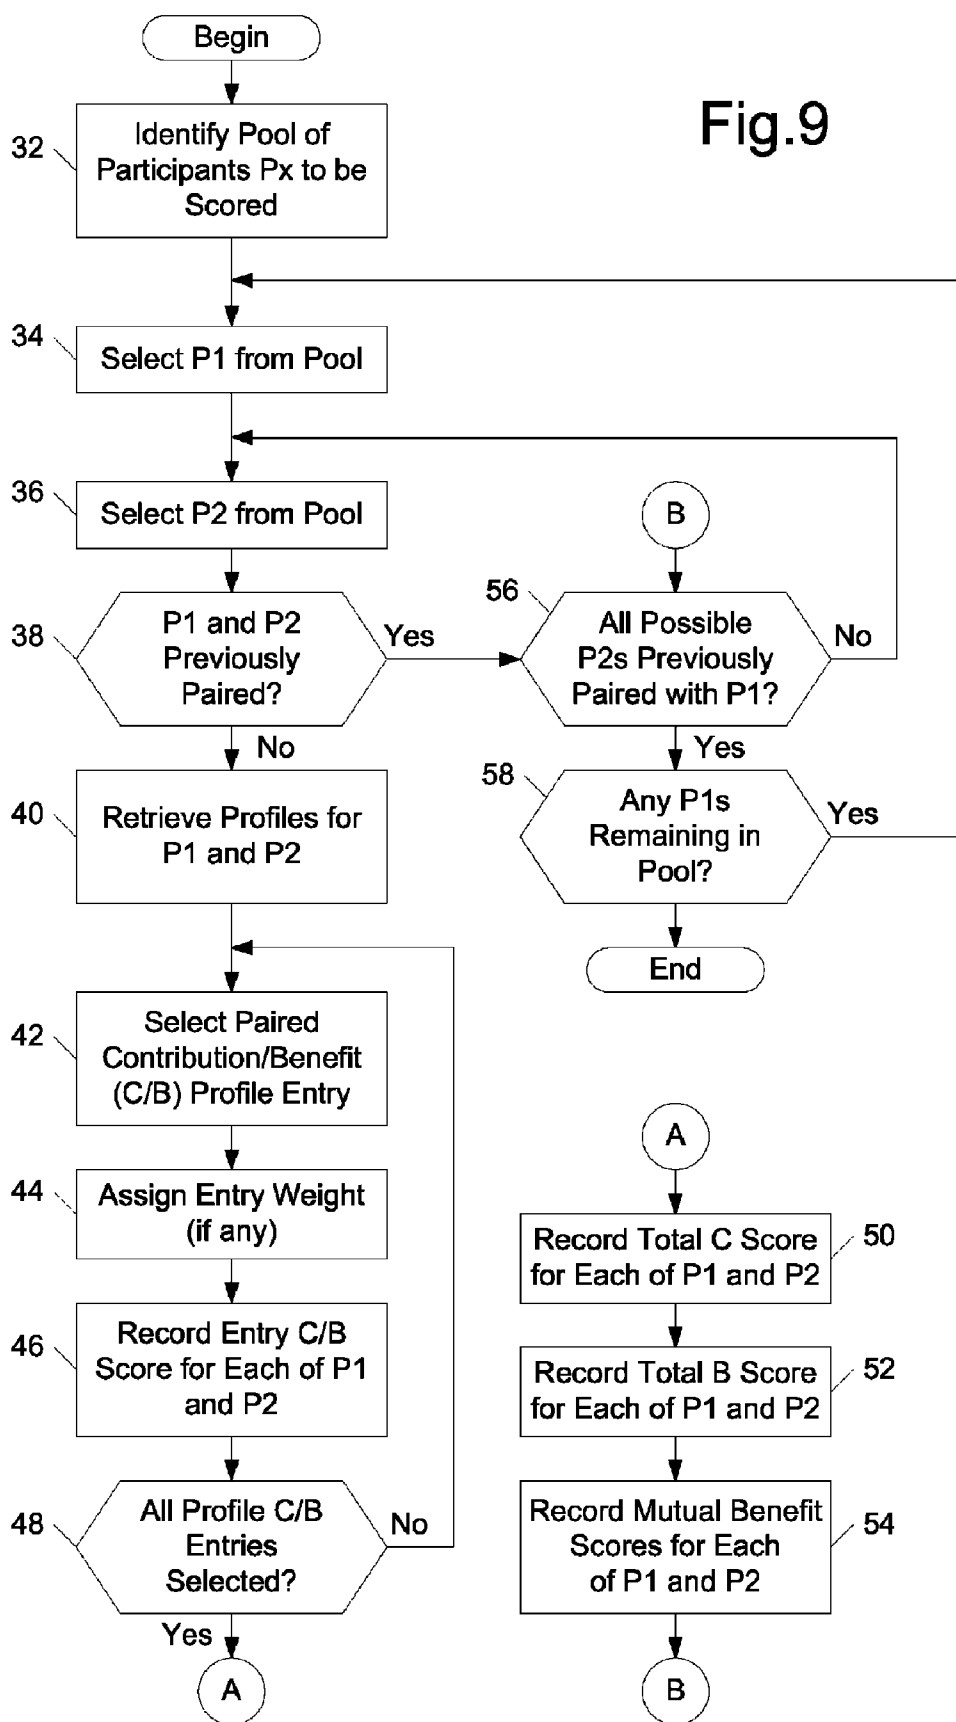 Begin
Fig.9
32
Identify Pool of
Participants Px to be
Scored
34
Select P1 from Pool
36
Select P2 from Pool
38
P1 and P2
Previously
Paired?
Yes
No
40
Retrieve Profiles for
P1 and P2
42
Select Paired
Contribution/Benefit
(C/B) Profile Entry
44
Assign Entry Weight
(if any)
46
Record Entry C/B
Score for Each of P1
and P2
48
All Profile C/B
Entries
Selected?
No
Yes
A
B
56
All Possible
P2s Previously
Paired with P1?
No
Yes
58
Any P1s
Remaining in
Pool?
Yes
End
A
Record Total C Score
for Each of P1 and P2
50
Record Total B Score
for Each of P1 and P2
52
Record Mutual Benefit
Scores for Each
of P1 and P2
54
B